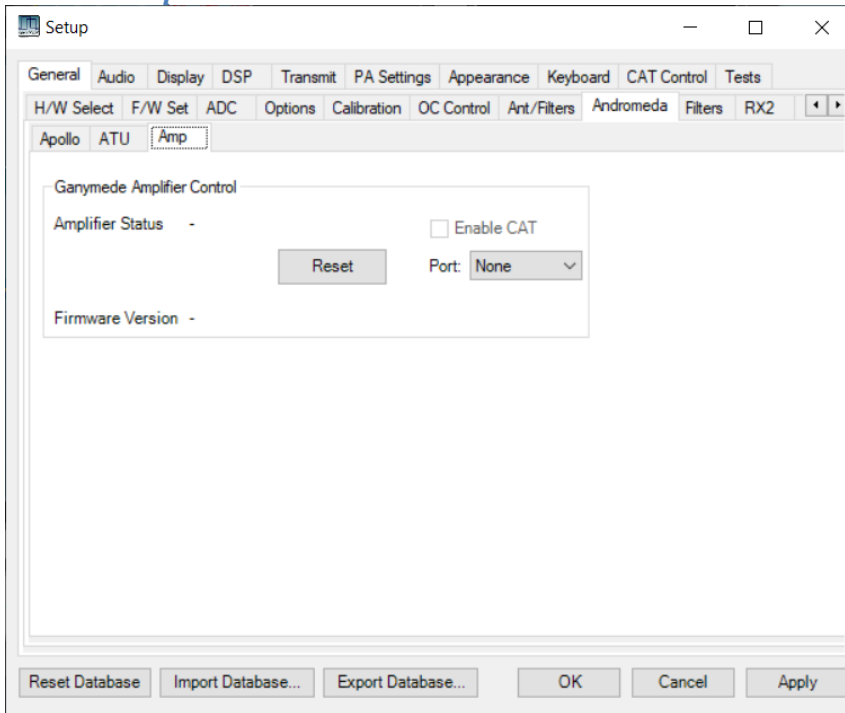 Setup
General Audio Display DSP Transmit PA Settings Appearance Keyboard CAT Control Tests
H/W Select F/W Set ADC Options Calibration OC Control Ant/Filters Andromeda Filters RX2
Apollo ATU Amp
Ganymede Amplifier Control
Amplifier Status - Enable CAT
Reset Port: None
Firmware Version -
Reset Database Import Database... Export Database... OK Cancel Apply